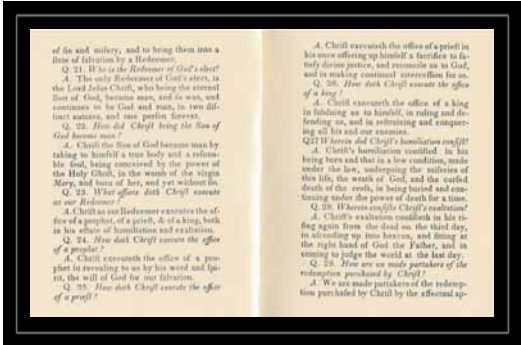 of ſin and miſery, and to bring them into a
ſtate of ſalvation by a Redeemer.
Q. 21. Who is the Redeemer of God's elect?
A. The only Redeemer of God's elect, is
the Lord Jeſus Chriſt, who being the eternal
Son of God, became man, and ſo was, and
continues to be God and man, in two diſ-
tinct natures, and one perſon forever.
Q. 22. How did Chriſt being the Son of
God become man?
A. Chriſt the Son of God became man by
taking to himſelf a true body and a reſona-
ble ſoul, being conceived by the power of
the Holy Ghoſt, in the womb of the virgin
Mary, and born of her, and yet without ſin.
Q. 23. What offices doth Chriſt execute
as our Redeemer?
A. Chriſt as our Redeemer executes the of-
fice of a prophet, of a prieſt, & of a king, both
in his eſtate of humiliation and exaltation.
Q. 24. How doth Chriſt execute the office
of a prophet?
A. Chriſt executeth the office of a pro-
phet in revealing to us by his word and ſpi-
rit, the will of God for our ſalvation.
Q. 25. How doth Chriſt execute the office
of a prieſt?
A. Chriſt executeth the office of a prieſt in
his once offering up himſelf a ſacrifice to ſa-
tisfy divine juſtice, and reconcile us to God,
and in making continual interceſſion for us.
Q. 26. How doth Chriſt execute the office
of a king?
A. Chriſt executeth the office of a king
in ſubduing us to himſelf, in ruling and de-
fending us, and in reſtraining and conquer-
ing all his and our enemies.
Q27 Wherein did Chriſt's humiliation conſiſt?
A. Chriſt's humiliation conſiſted in his
being born and that in a low condition, made
under the law, undergoing the miſeries of
this life, the wrath of God, and the curſed
death of the croſs, in being buried and con-
tinuing under the power of death for a time.
Q. 28. Wherein conſiſts Chriſt's exaltation?
A. Chriſt's exaltation conſiſteth in his ri-
ſing again from the dead on the third day,
in aſcending up into heaven, and ſitting at
the right hand of God the Father, and in
coming to judge the world at the laſt day.
Q. 29. How are we made partakers of the
redemption purchaſed by Chriſt?
A. We are made partakers of the redemp-
tion purchaſed by Chriſt by the effectual ap-